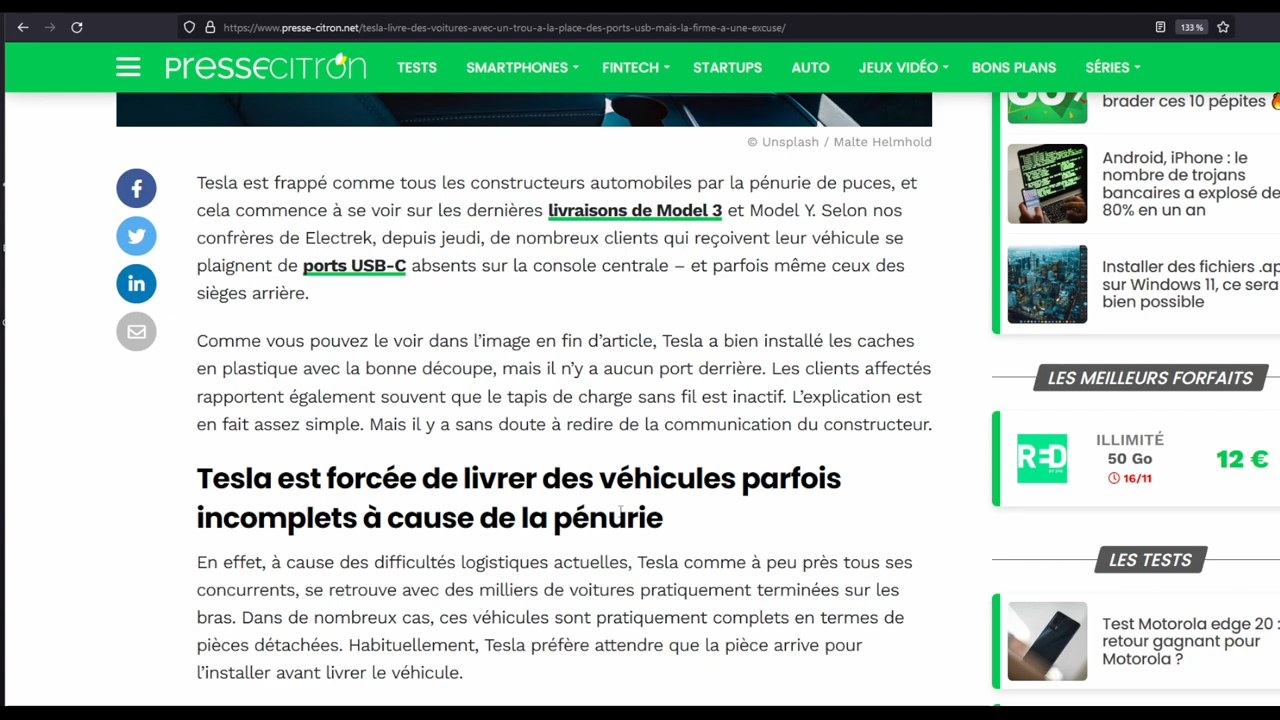 https://www.presse-citron.net/tesla-livre-des-voitures-avec-un-trou-a-la-place-des-ports-usb-mais-la-firme-a-une-excuse/
133 %
PRESSECITRON
TESTS
SMARTPHONES
FINTECH
STARTUPS
AUTO
JEUX VIDÉO
BONS PLANS
SÉRIES
© Unsplash / Malte Helmhold
Tesla est frappé comme tous les constructeurs automobiles par la pénurie de puces, et
cela commence à se voir sur les dernières livraisons de Model 3 et Model Y. Selon nos
confrères de Electrek, depuis jeudi, de nombreux clients qui reçoivent leur véhicule se
plaignent de ports USB-C absents sur la console centrale – et parfois même ceux des
sièges arrière.
Comme vous pouvez le voir dans l'image en fin d'article, Tesla a bien installé les caches
en plastique avec la bonne découpe, mais il n'y a aucun port derrière. Les clients affectés
rapportent également souvent que le tapis de charge sans fil est inactif. L'explication est
en fait assez simple. Mais il y a sans doute à redire de la communication du constructeur.
Tesla est forcée de livrer des véhicules parfois
incomplets à cause de la pénurie
En effet, à cause des difficultés logistiques actuelles, Tesla comme à peu près tous ses
concurrents, se retrouve avec des milliers de voitures pratiquement terminées sur les
bras. Dans de nombreux cas, ces véhicules sont pratiquement complets en termes de
pièces détachées. Habituellement, Tesla préfère attendre que la pièce arrive pour
l'installer avant livrer le véhicule.
brader ces 10 pépites
Android, iPhone : le
nombre de trojans
bancaires a explosé de
80% en un an
Installer des fichiers .ap
sur Windows 11, ce sera
bien possible
LES MEILLEURS FORFAITS
RED
ILLIMITÉ
50 Go
16/11
12 €
LES TESTS
Test Motorola edge 20 :
retour gagnant pour
Motorola ?